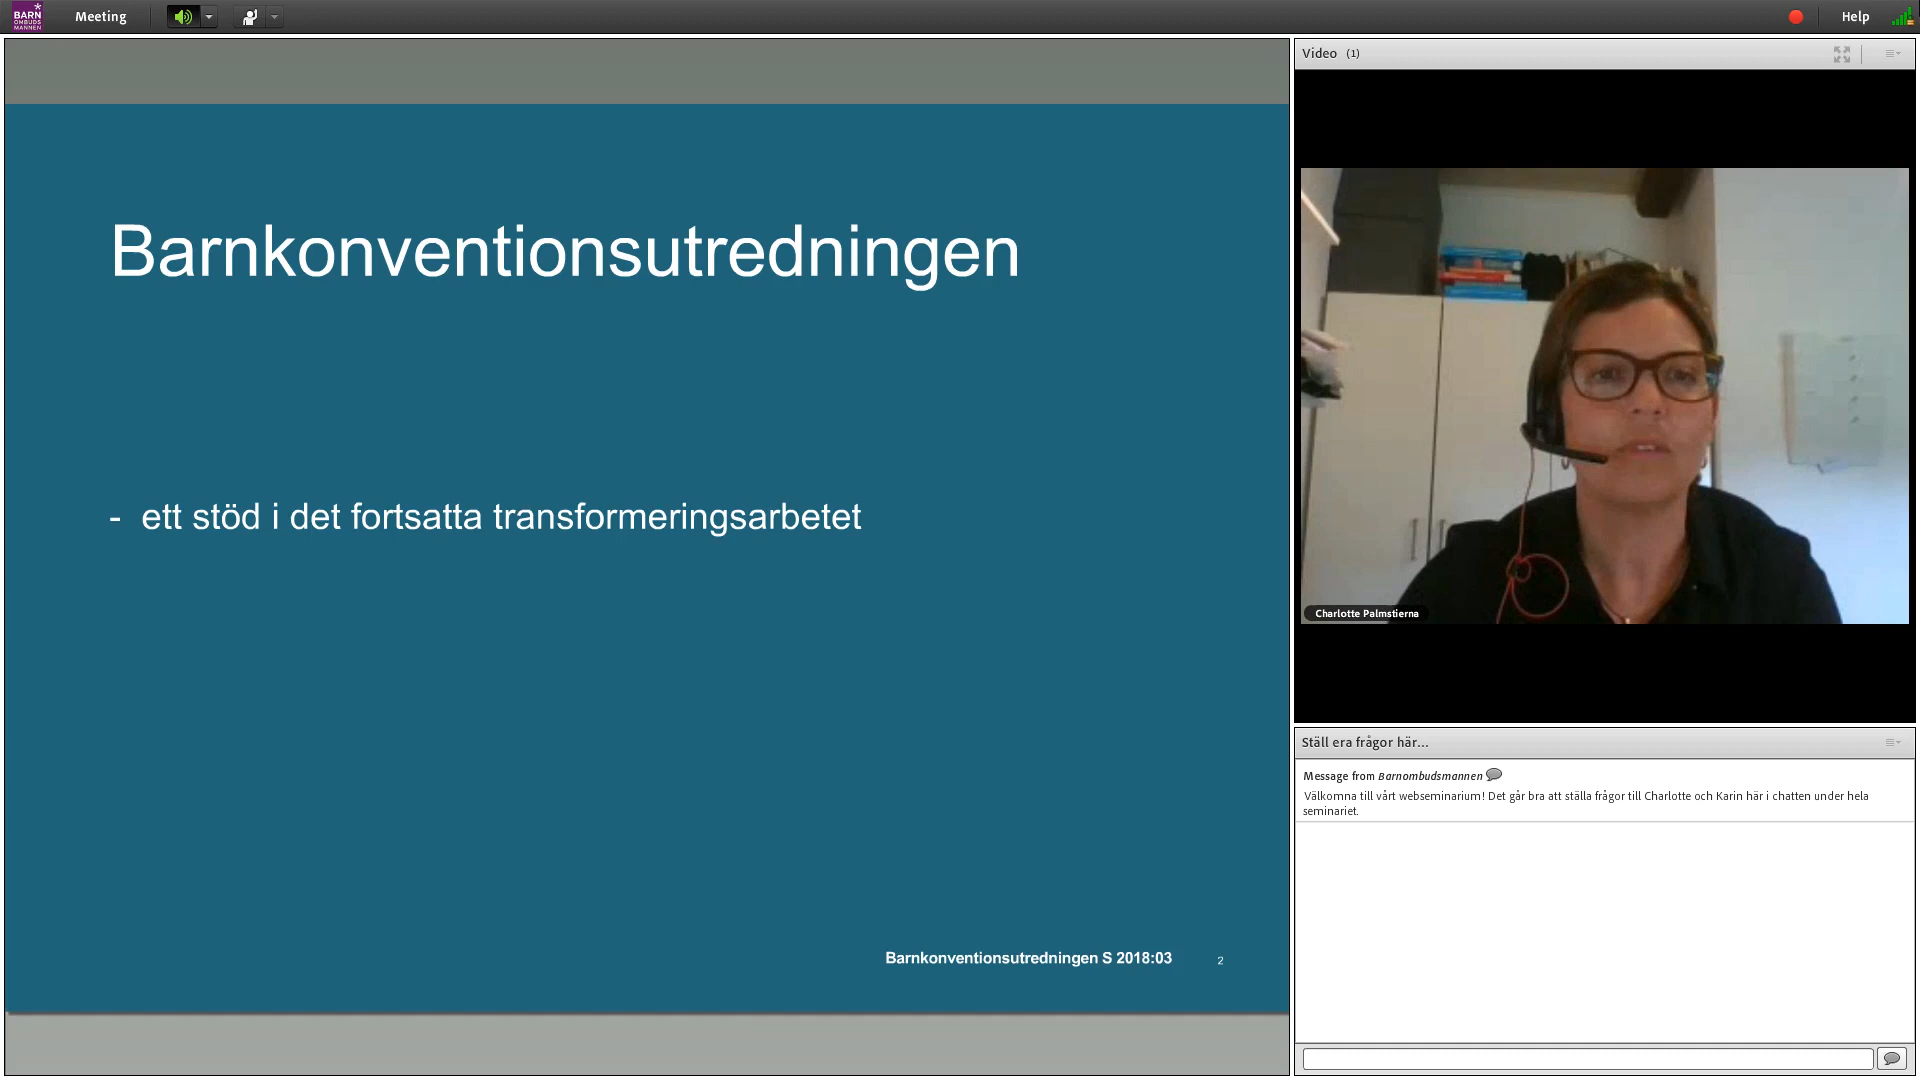 BARN
OMBUDS
MANNEN
Meeting
Help
Barnkonventionsutredningen
- ett stöd i det fortsatta transformeringsarbetet
Barnkonventionsutredningen S 2018:03
2
Video (1)
Charlotte Palmstierna
Ställ era frågor här...
Message from Barnombudsmannen
Välkomna till vårt webseminarium! Det går bra att ställa frågor till Charlotte och Karin här i chatten under hela
seminariet.